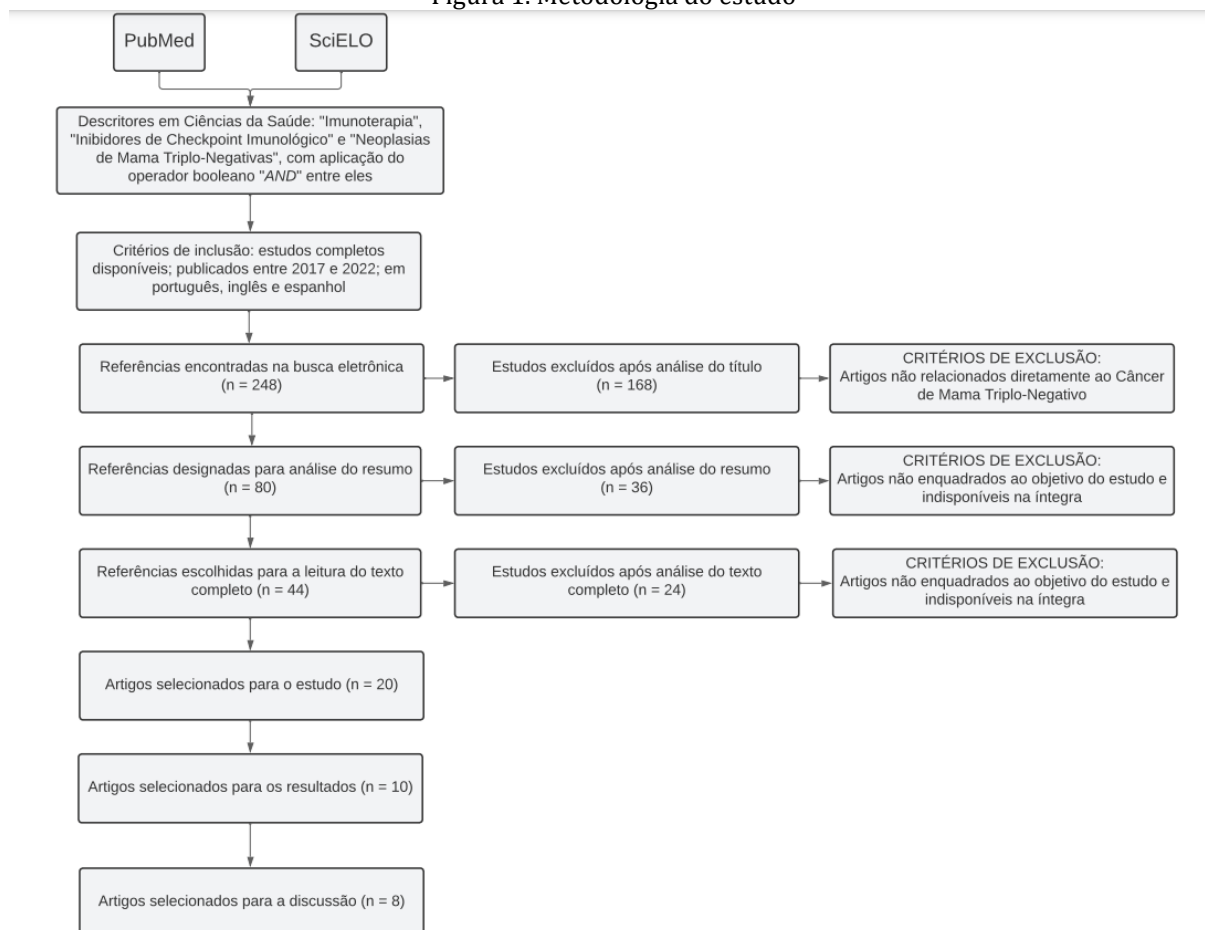 Figura 1. Metodologia do estudo
PubMed
SciELO
Descritores em Ciências da Saúde: "Imunoterapia",
"Inibidores de Checkpoint Imunológico" e "Neoplasias
de Mama Triplo-Negativas", com aplicação do
operador booleano "AND" entre eles
Critérios de inclusão: estudos completos
disponíveis; publicados entre 2017 e 2022; em
português, inglês e espanhol
Referências encontradas na busca eletrônica
(n = 248)
Estudos excluídos após análise do título
(n = 168)
CRITÉRIOS DE EXCLUSÃO:
Artigos não relacionados diretamente ao Câncer
de Mama Triplo-Negativo
Referências designadas para análise do resumo
(n = 80)
Estudos excluídos após análise do resumo
(n = 36)
CRITÉRIOS DE EXCLUSÃO:
Artigos não enquadrados ao objetivo do estudo e
indisponíveis na íntegra
Referências escolhidas para a leitura do texto
completo (n = 44)
Estudos excluídos após análise do texto
completo (n = 24)
CRITÉRIOS DE EXCLUSÃO:
Artigos não enquadrados ao objetivo do estudo e
indisponíveis na íntegra
Artigos selecionados para o estudo (n = 20)
Artigos selecionados para os resultados (n = 10)
Artigos selecionados para a discussão (n = 8)